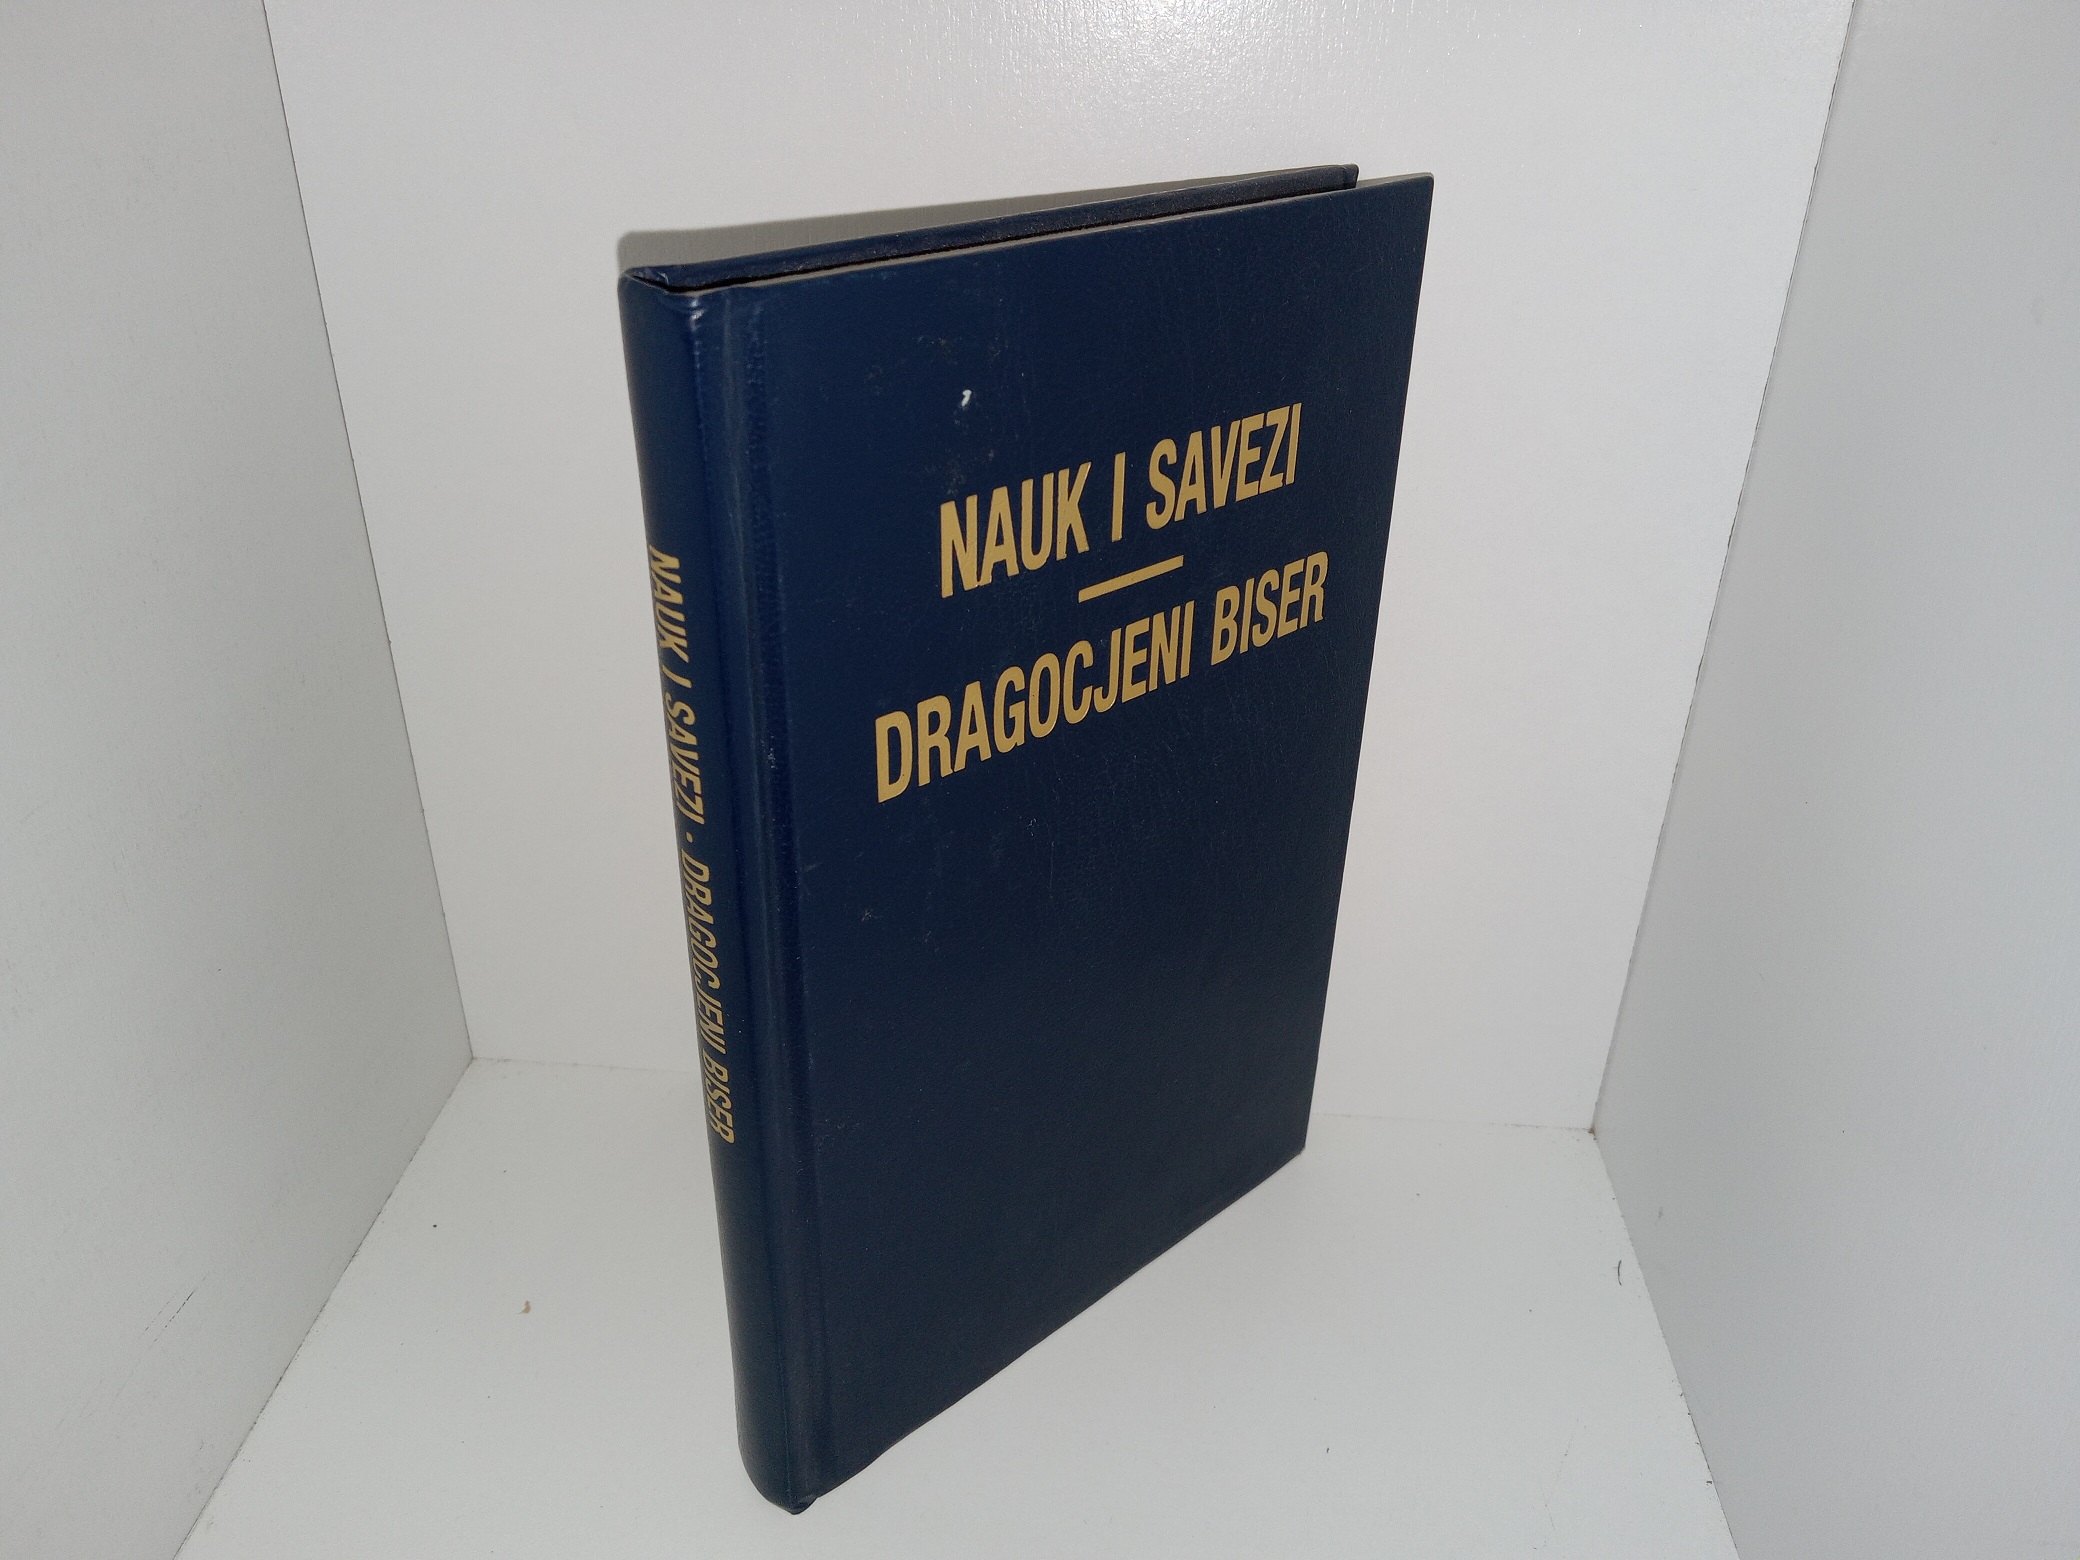 NAUK I SAVEZI
DRAGOCJENI BISER
NAUK I SAVEZI · DRAGOCJENI BISER